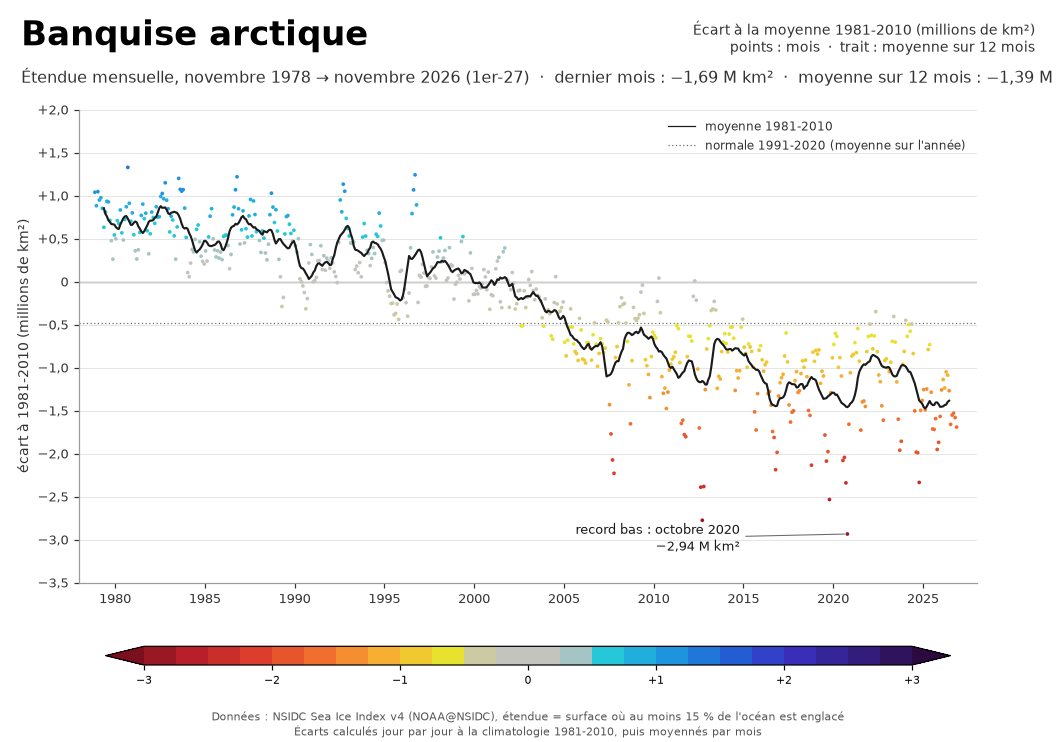 Banquise arctique
Écart à la moyenne 1981-2010 (millions de km²)
points : mois · trait : moyenne sur 12 mois
Étendue mensuelle, novembre 1978 → novembre 2026 (1er-27) · dernier mois : −1,69 M km² · moyenne sur 12 mois : −1,39 M
+2,0
+1,5
+1,0
+0,5
0
−0,5
−1,0
−1,5
−2,0
−2,5
−3,0
−3,5
écart à 1981-2010 (millions de km²)
moyenne 1981-2010
normale 1991-2020 (moyenne sur l'année)
record bas : octobre 2020
−2,94 M km²
1980 1985 1990 1995 2000 2005 2010 2015 2020 2025
−3 −2 −1 0 +1 +2 +3
Données : NSIDC Sea Ice Index v4 (NOAA@NSIDC), étendue = surface où au moins 15 % de l'océan est englacé
Écarts calculés jour par jour à la climatologie 1981-2010, puis moyennés par mois